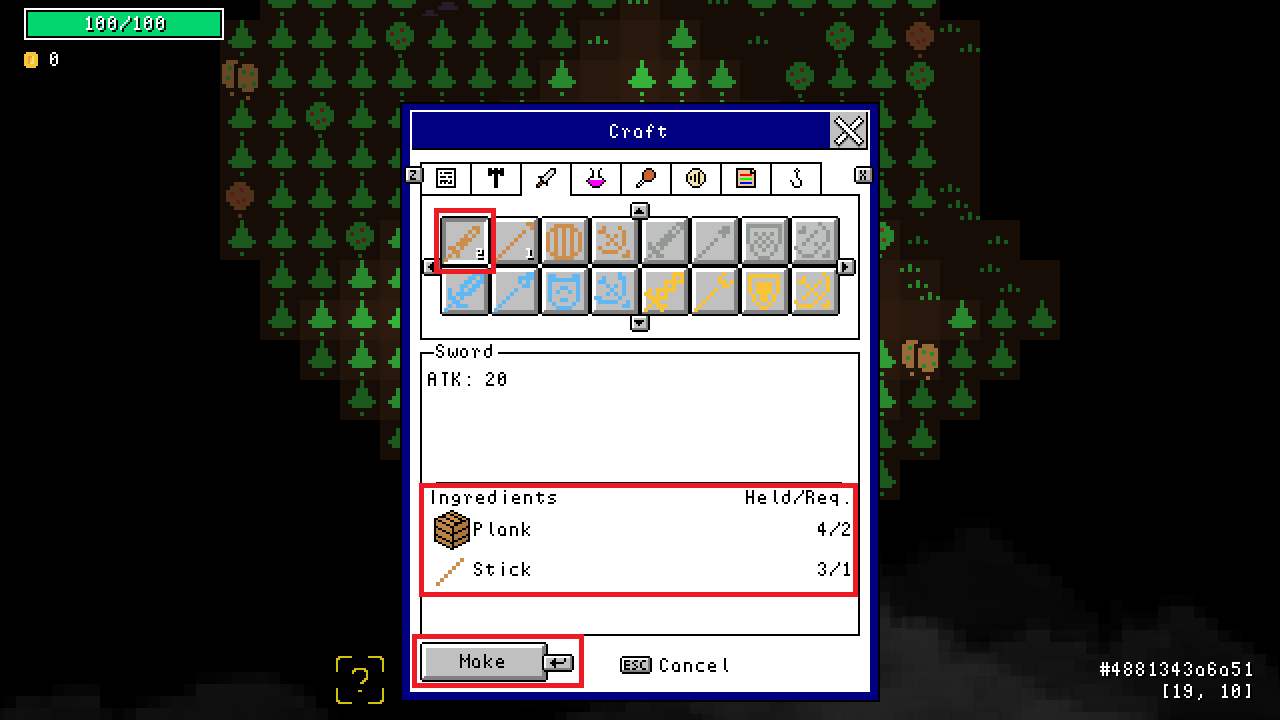 100/100
0
Craft
Z
X
2
1
Sword
ATK: 20
Ingredients Held/Req.
Plank 4/2
Stick 3/1
Make
ESC Cancel
?
#4881343a6a51
[19, 10]